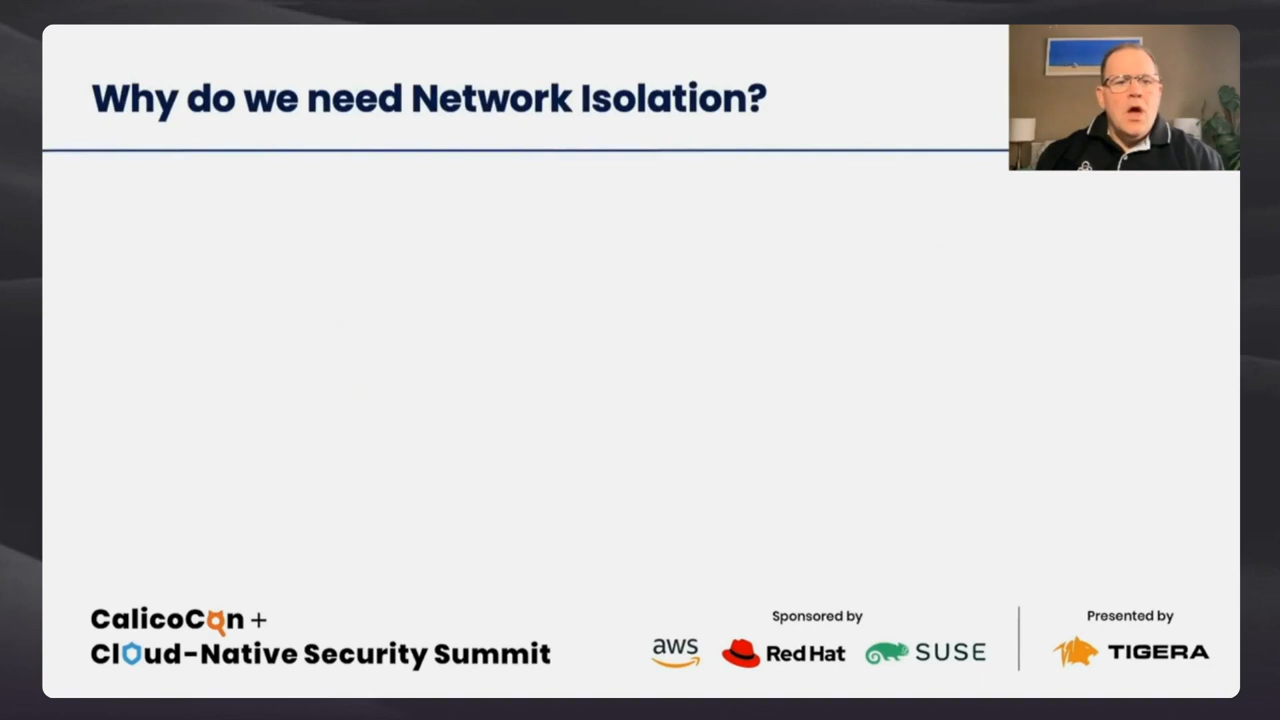 Why do we need Network Isolation?
CalicoCon +
Cloud-Native Security Summit
Sponsored by
aws
Red Hat
SUSE
Presented by
TIGERA